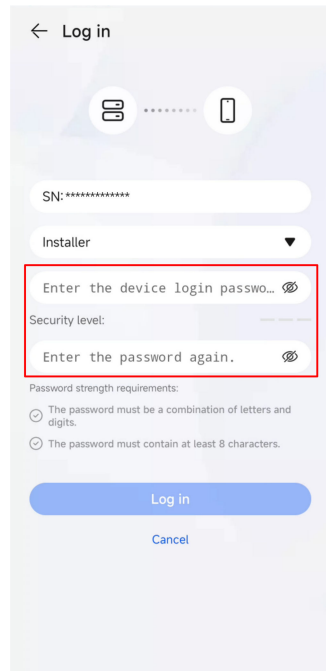 Log in
SN:*************
Installer
Enter the device login passwo...
Security level:
Enter the password again.
Password strength requirements:
The password must be a combination of letters and
digits.
The password must contain at least 8 characters.
Log in
Cancel